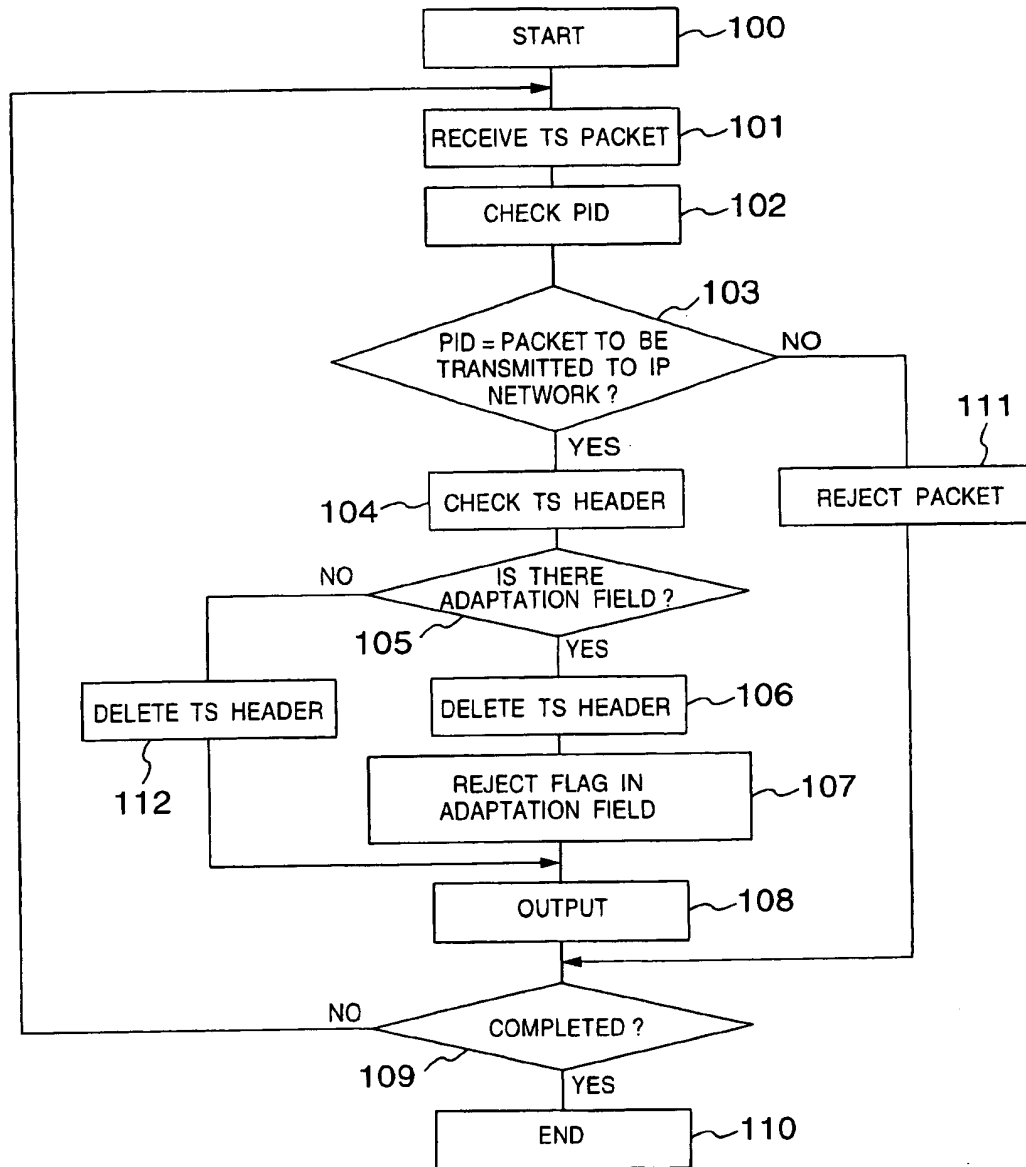 START
100
RECEIVE TS PACKET
101
CHECK PID
102
103
PID = PACKET TO BE
TRANSMITTED TO IP
NETWORK ?
NO
YES
111
104
CHECK TS HEADER
REJECT PACKET
NO
IS THERE
ADAPTATION FIELD ?
105
YES
DELETE TS HEADER
112
DELETE TS HEADER
106
REJECT FLAG IN
ADAPTATION FIELD
107
OUTPUT
108
NO
COMPLETED ?
109
YES
END
110